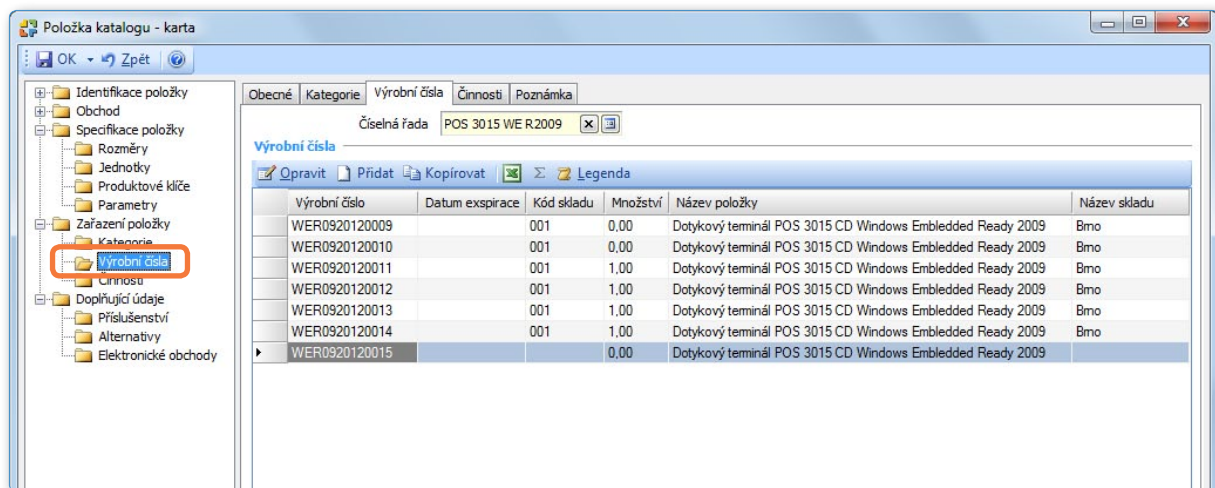 Položka katalogu - karta
OK Zpět
Identifikace položky
Obchod
Specifikace položky
Rozměry
Jednotky
Produktové klíče
Parametry
Zařazení položky
Kategorie
Výrobní čísla
Činnosti
Doplňující údaje
Příslušenství
Alternativy
Elektronické obchody
Obecné Kategorie Výrobní čísla Činnosti Poznámka
Číselná řada POS 3015 WE R2009
Výrobní čísla
Opravit Přidat Kopírovat Σ Legenda
Výrobní číslo Datum exspirace Kód skladu Množství Název položky Název skladu
WER0920120009 001 0,00 Dotykový terminál POS 3015 CD Windows Embledded Ready 2009 Brno
WER0920120010 001 0,00 Dotykový terminál POS 3015 CD Windows Embledded Ready 2009 Brno
WER0920120011 001 1,00 Dotykový terminál POS 3015 CD Windows Embledded Ready 2009 Brno
WER0920120012 001 1,00 Dotykový terminál POS 3015 CD Windows Embledded Ready 2009 Brno
WER0920120013 001 1,00 Dotykový terminál POS 3015 CD Windows Embledded Ready 2009 Brno
WER0920120014 001 1,00 Dotykový terminál POS 3015 CD Windows Embledded Ready 2009 Brno
WER0920120015 0,00 Dotykový terminál POS 3015 CD Windows Embledded Ready 2009